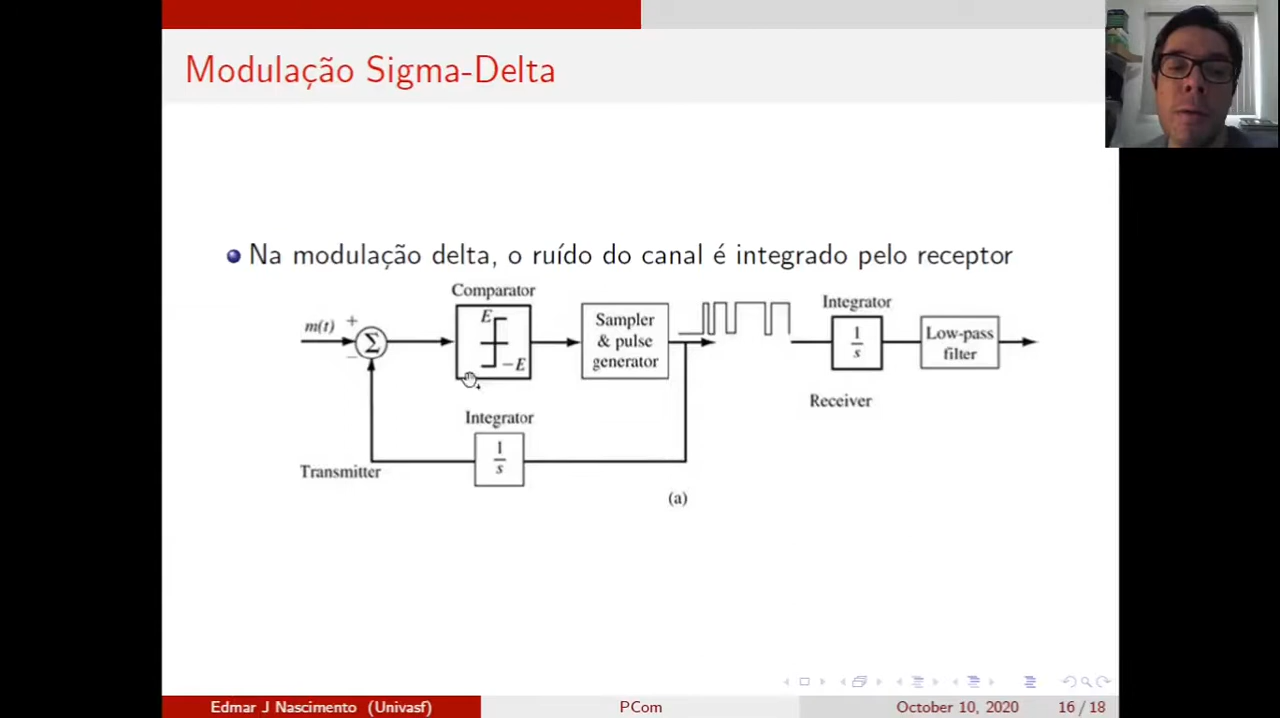 Modulação Sigma-Delta
Na modulação delta, o ruído do canal é integrado pelo receptor
Comparator
m(t)
+
−
Σ
E
−E
Sampler
& pulse
generator
Integrator
1
s
Low-pass
filter
Receiver
Integrator
1
s
Transmitter
(a)
Edmar J Nascimento (Univasf)
PCom
October 10, 2020
16 / 18